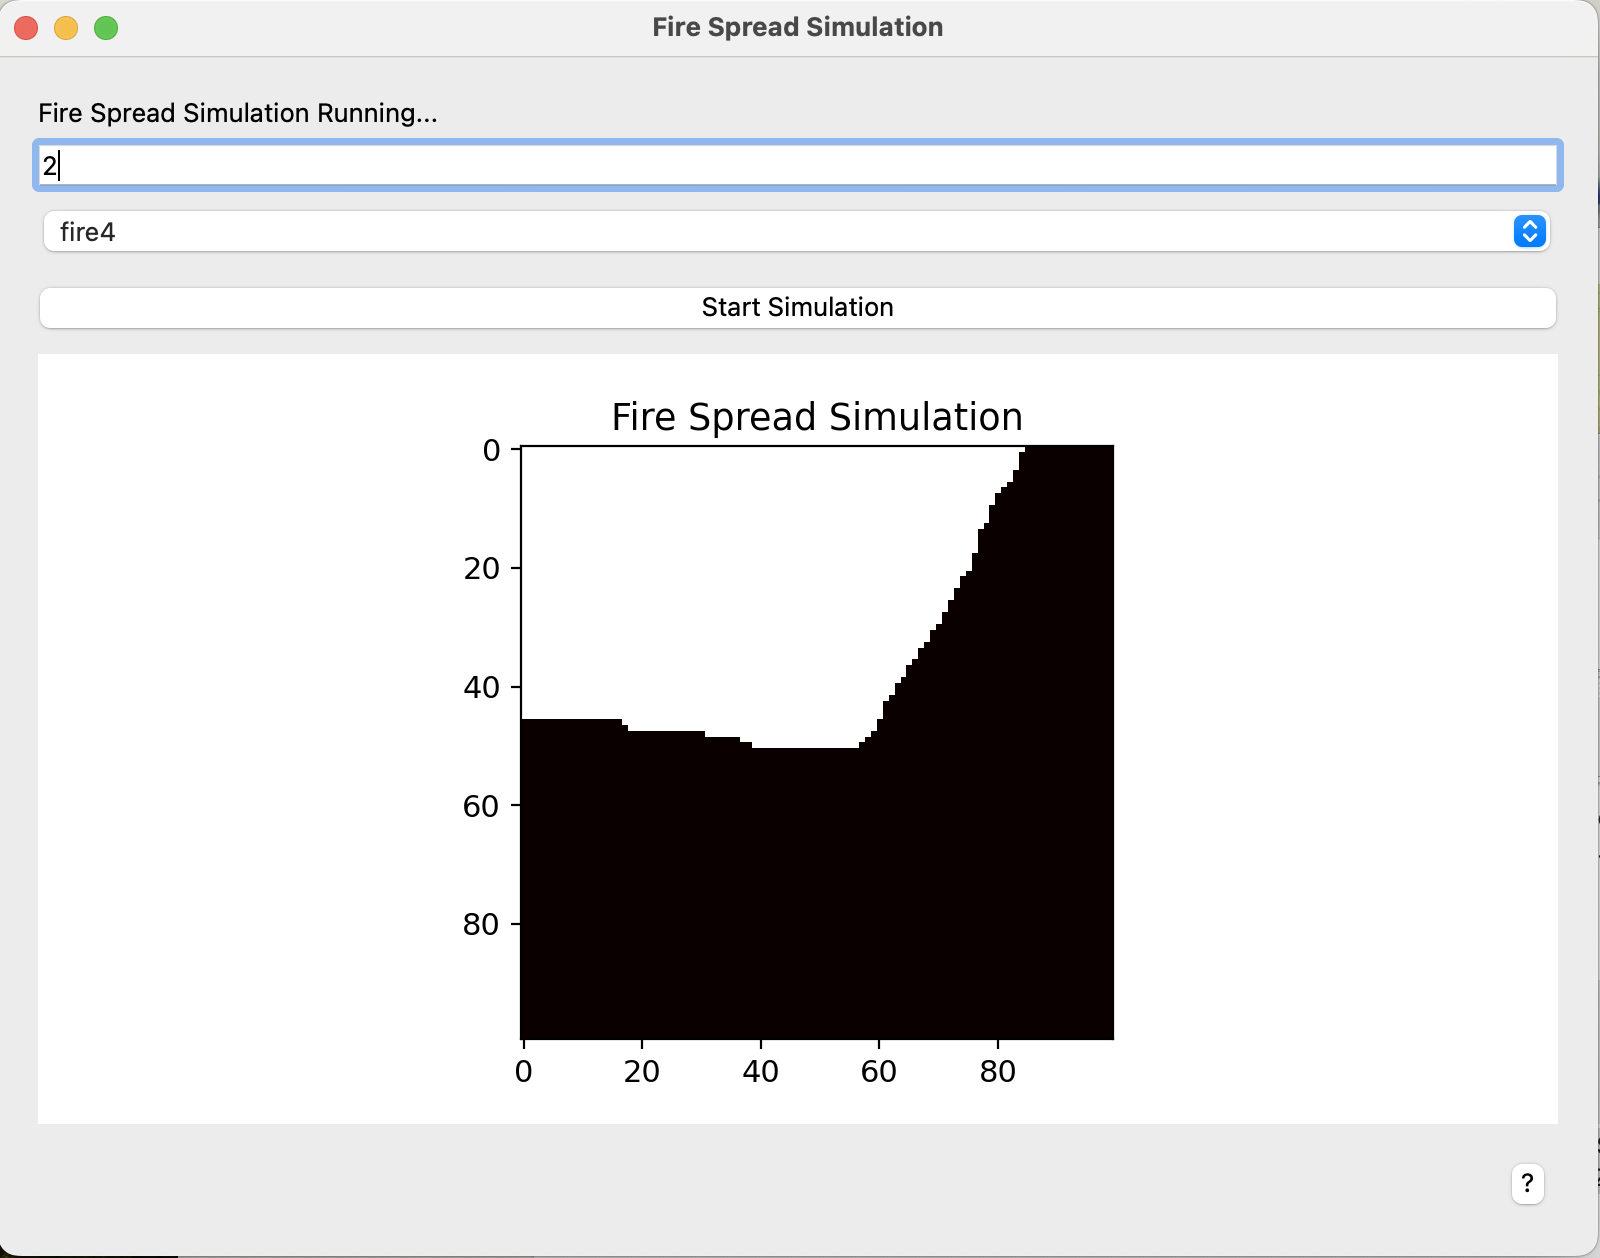 Fire Spread Simulation
Fire Spread Simulation Running...
2
fire4
Start Simulation
Fire Spread Simulation
0
20
40
60
80
0 20 40 60 80
?